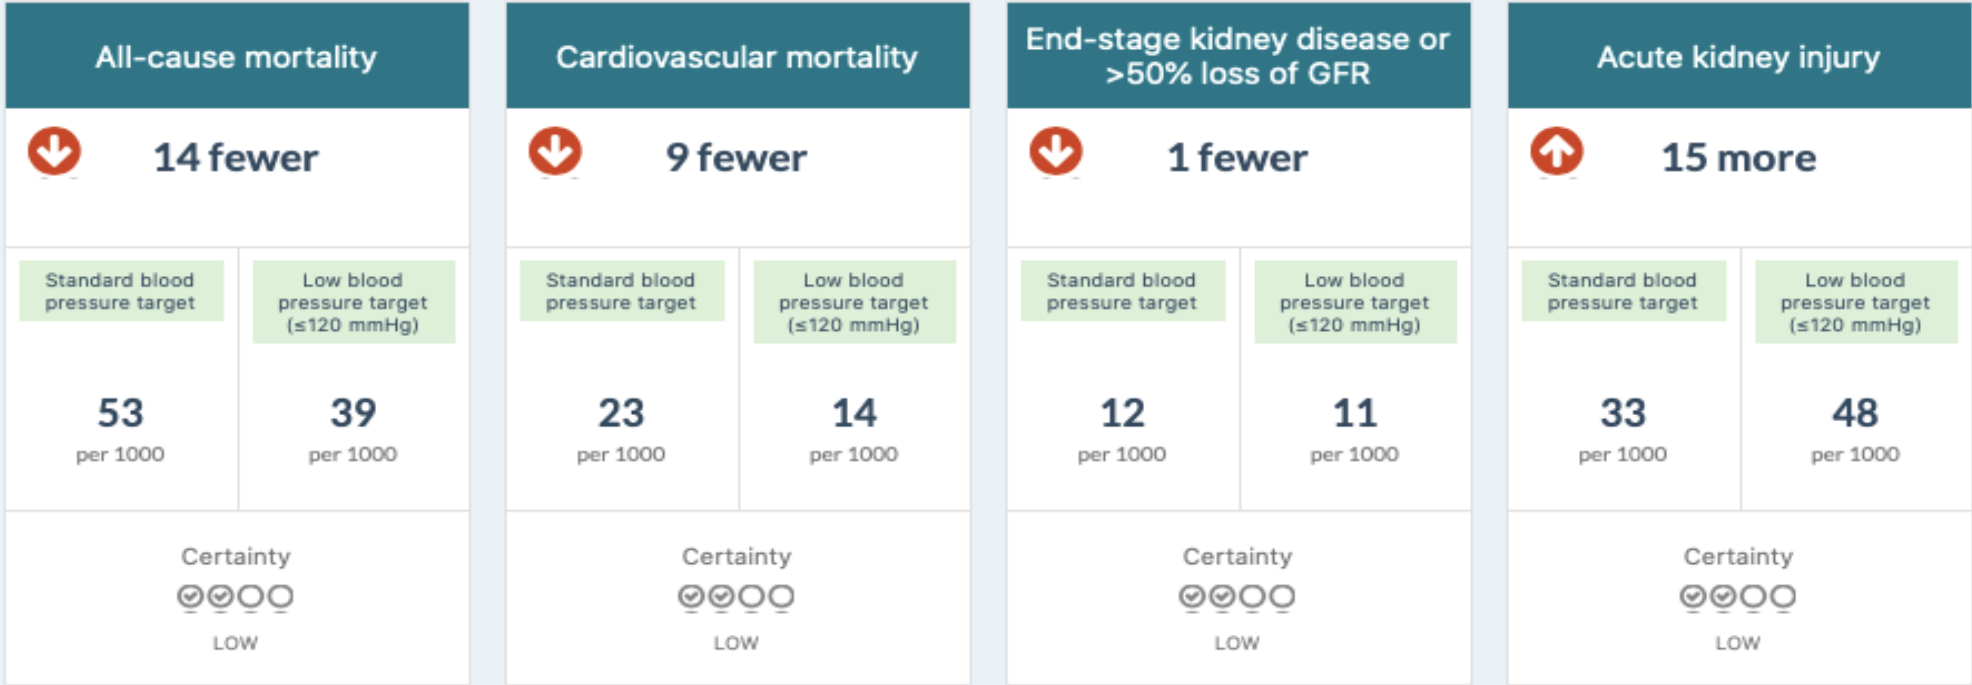 All-cause mortality
14 fewer
Standard blood
pressure target
53
per 1000
Low blood
pressure target
(≤120 mmHg)
39
per 1000
Certainty
LOW
Cardiovascular mortality
9 fewer
Standard blood
pressure target
23
per 1000
Low blood
pressure target
(≤120 mmHg)
14
per 1000
Certainty
LOW
End-stage kidney disease or
>50% loss of GFR
1 fewer
Standard blood
pressure target
12
per 1000
Low blood
pressure target
(≤120 mmHg)
11
per 1000
Certainty
LOW
Acute kidney injury
15 more
Standard blood
pressure target
33
per 1000
Low blood
pressure target
(≤120 mmHg)
48
per 1000
Certainty
LOW